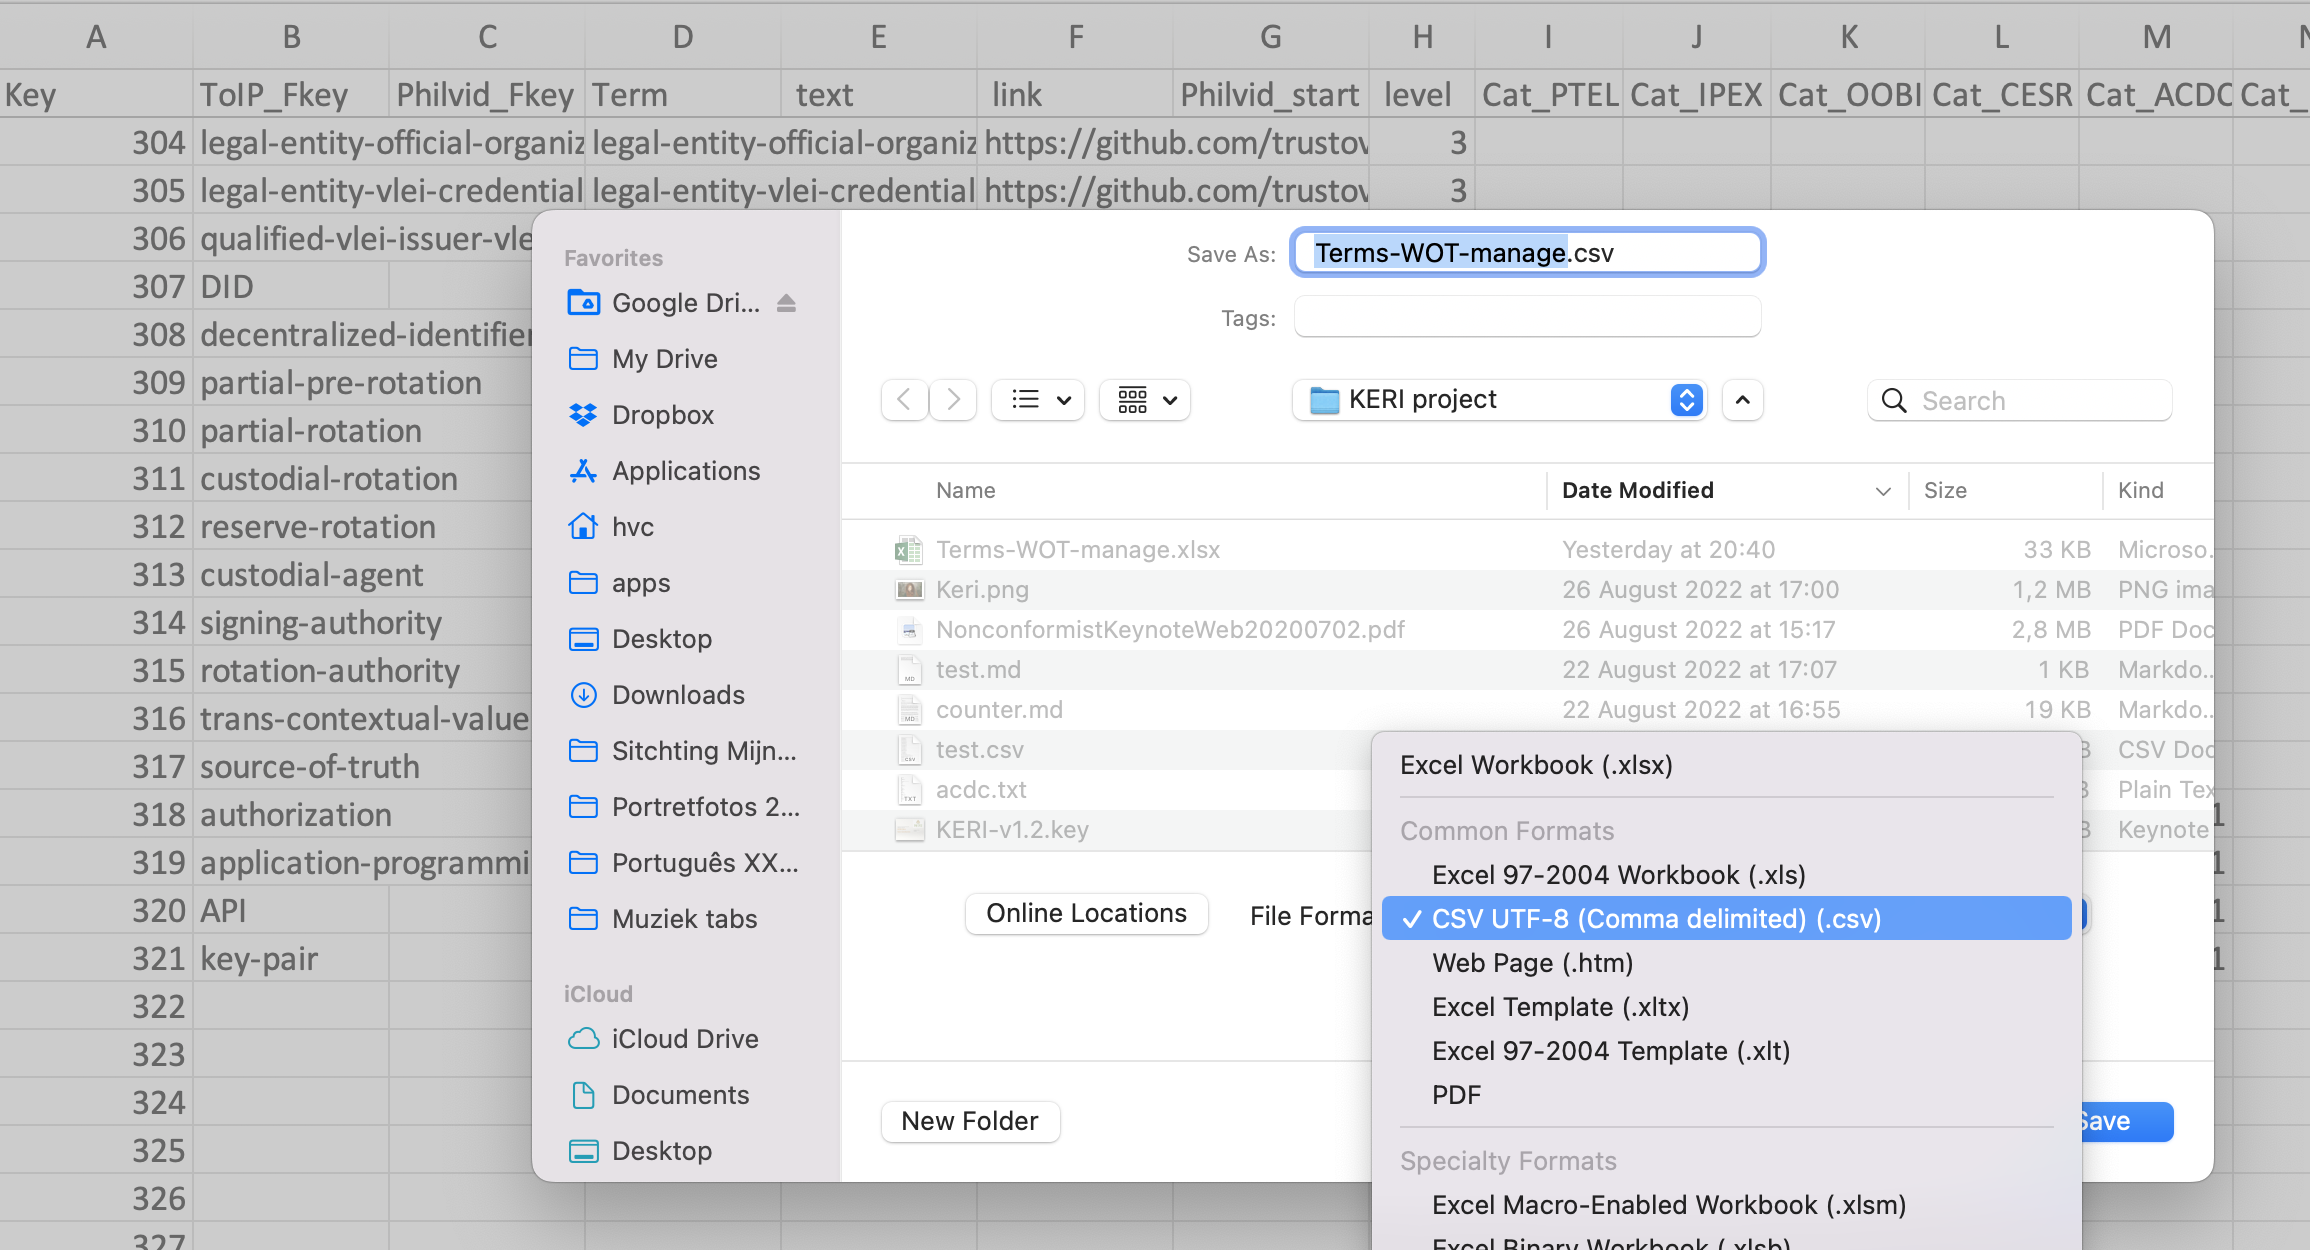 A B C D E F G H I J K L M
Key ToIP_Fkey Philvid_Fkey Term text link Philvid_start level Cat_PTEL Cat_IPEX Cat_OOBI Cat_CESR Cat_ACDC Cat_
304 legal-entity-official-organiz legal-entity-official-organiz https://github.com/trustov 3
305 legal-entity-vlei-credential legal-entity-vlei-credential https://github.com/trustov 3
306 qualified-vlei-issuer-vle
307 DID
308 decentralized-identifier
309 partial-pre-rotation
310 partial-rotation
311 custodial-rotation
312 reserve-rotation
313 custodial-agent
314 signing-authority
315 rotation-authority
316 trans-contextual-value
317 source-of-truth
318 authorization
319 application-programmi
320 API
321 key-pair
322
323
324
325
326
327
Favorites
Google Dri...
My Drive
Dropbox
Applications
hvc
apps
Desktop
Downloads
Sitchting Mijn...
Portretfotos 2...
Português XX...
Muziek tabs
iCloud
iCloud Drive
Documents
Desktop
Save As: Terms-WOT-manage.csv
Tags:
KERI project
Search
Name Date Modified Size Kind
Terms-WOT-manage.xlsx Yesterday at 20:40 33 KB Microso...
Keri.png 26 August 2022 at 17:00 1,2 MB PNG ima
NonconformistKeynoteWeb20200702.pdf 26 August 2022 at 15:17 2,8 MB PDF Doc
test.md 22 August 2022 at 17:07 1 KB Markdo...
counter.md 22 August 2022 at 16:55 19 KB Markdo...
test.csv B CSV Doc
acdc.txt B Plain Tex
KERI-v1.2.key B Keynote
1
1
1
1
Online Locations File Forma
Excel Workbook (.xlsx)
Common Formats
Excel 97-2004 Workbook (.xls)
✓ CSV UTF-8 (Comma delimited) (.csv)
Web Page (.htm)
Excel Template (.xltx)
Excel 97-2004 Template (.xlt)
PDF
Specialty Formats
Excel Macro-Enabled Workbook (.xlsm)
Excel Binary Workbook (.xlsb)
New Folder
Save